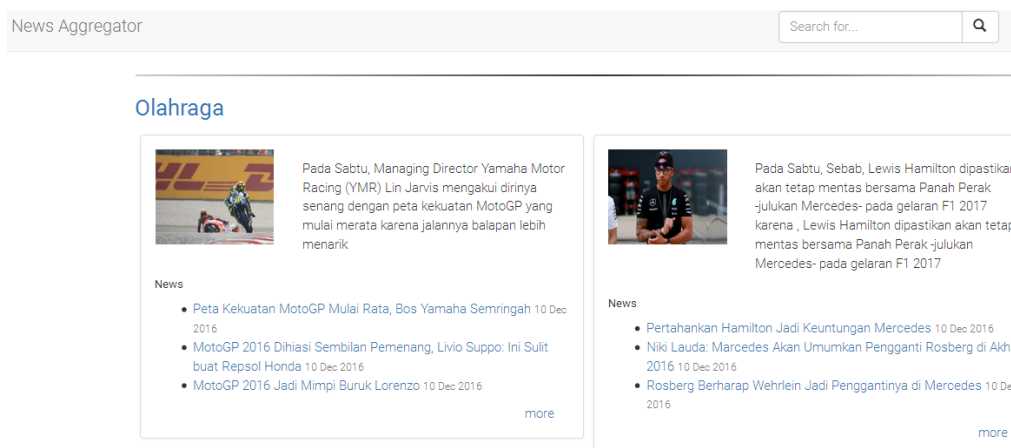 News Aggregator
Search for...
Olahraga
Pada Sabtu, Managing Director Yamaha Motor
Racing (YMR) Lin Jarvis mengakui dirinya
senang dengan peta kekuatan MotoGP yang
mulai merata karena jalannya balapan lebih
menarik
News
Peta Kekuatan MotoGP Mulai Rata, Bos Yamaha Semringah 10 Dec
2016
MotoGP 2016 Dihiasi Sembilan Pemenang, Livio Suppo: Ini Sulit
buat Repsol Honda 10 Dec 2016
MotoGP 2016 Jadi Mimpi Buruk Lorenzo 10 Dec 2016
more
Pada Sabtu, Sebab, Lewis Hamilton dipastikan
akan tetap mentas bersama Panah Perak
-julukan Mercedes- pada gelaran F1 2017
karena , Lewis Hamilton dipastikan akan tetap
mentas bersama Panah Perak -julukan
Mercedes- pada gelaran F1 2017
News
Pertahankan Hamilton Jadi Keuntungan Mercedes 10 Dec 2016
Niki Lauda: Marcedes Akan Umumkan Pengganti Rosberg di Akh
2016 10 Dec 2016
Rosberg Berharap Wehrlein Jadi Penggantinya di Mercedes 10 De
2016
more